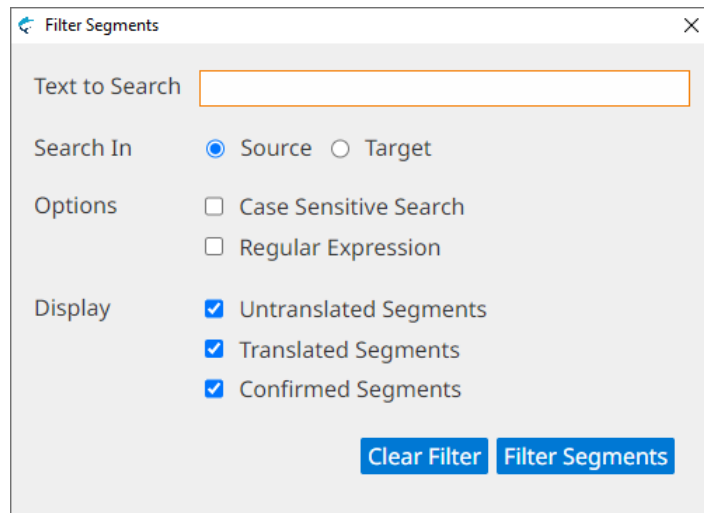 Filter Segments
Text to Search
Search In Source Target
Options Case Sensitive Search
Regular Expression
Display Untranslated Segments
Translated Segments
Confirmed Segments
Clear Filter Filter Segments